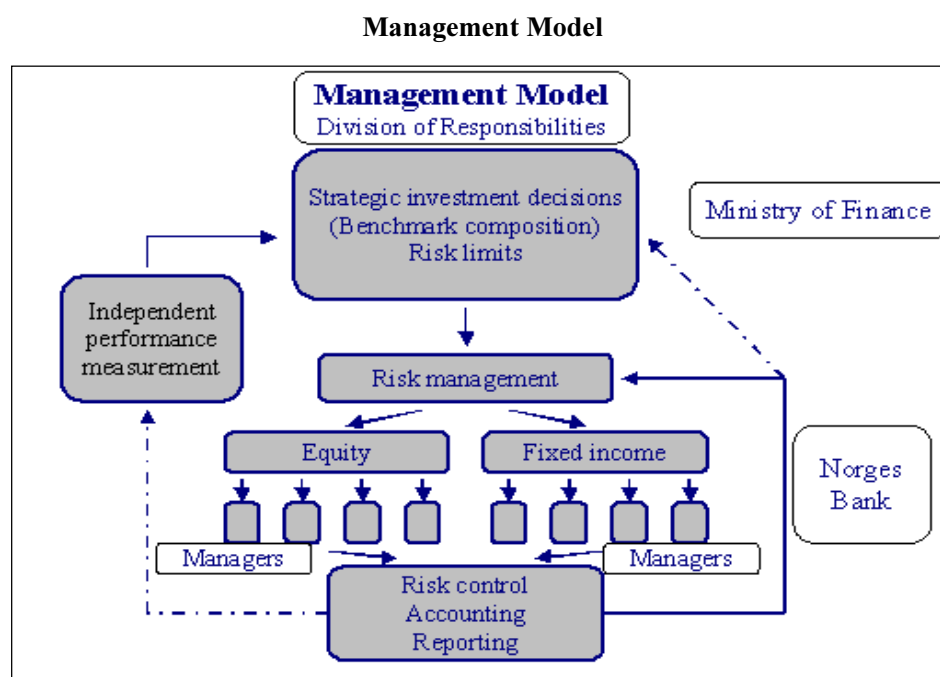 Management Model
Management Model
Division of Responsibilities
Strategic investment decisions
(Benchmark composition)
Risk limits
Ministry of Finance
Independent
performance
measurement
Risk management
Equity
Fixed income
Norges
Bank
Managers
Managers
Risk control
Accounting
Reporting